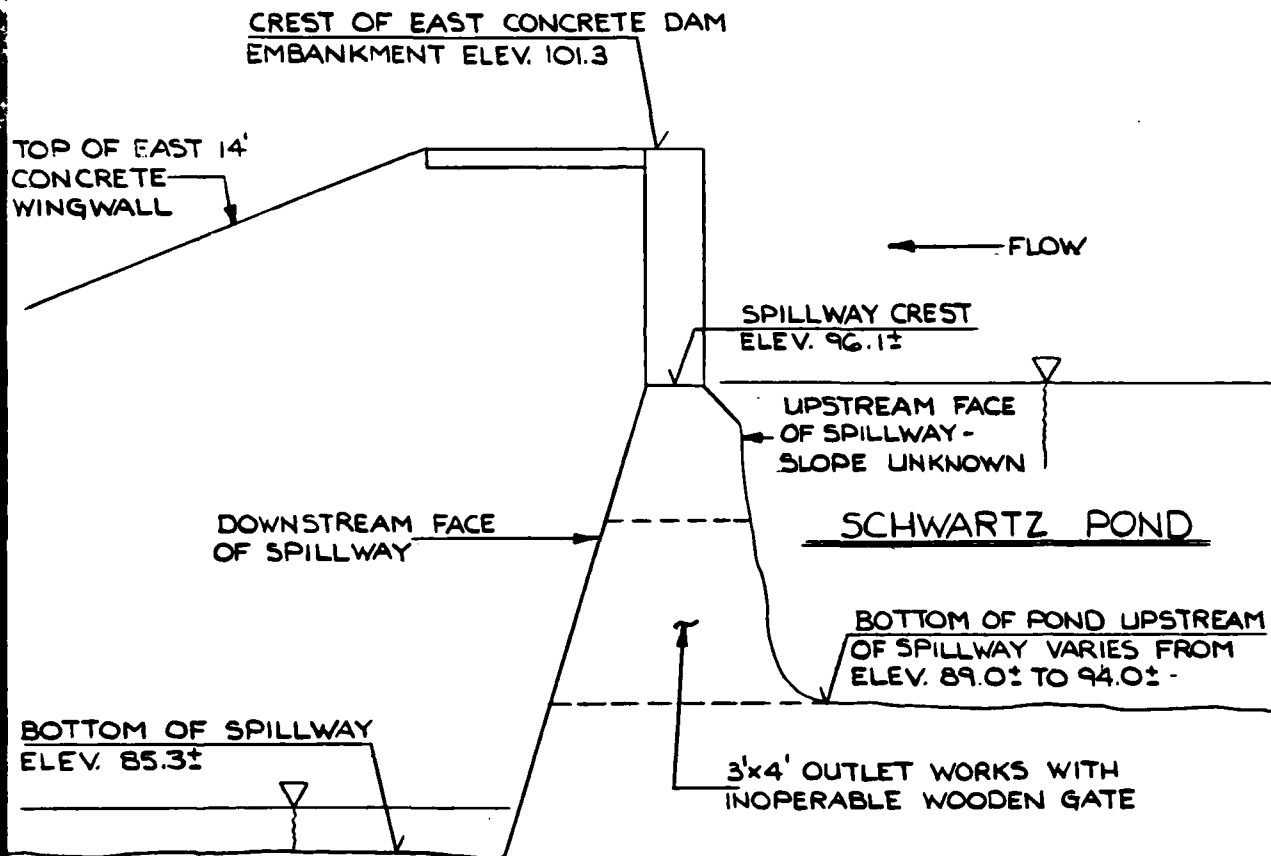 CREST OF EAST CONCRETE DAM
EMBANKMENT ELEV. 101.3
TOP OF EAST 14'
CONCRETE
WINGWALL
FLOW
SPILLWAY CREST
ELEV. 96.1±
UPSTREAM FACE
OF SPILLWAY-
SLOPE UNKNOWN
DOWNSTREAM FACE
OF SPILLWAY
SCHWARTZ POND
BOTTOM OF POND UPSTREAM
OF SPILLWAY VARIES FROM
ELEV. 89.0± TO 94.0± -
BOTTOM OF SPILLWAY
ELEV. 85.3±
3'x4' OUTLET WORKS WITH
INOPERABLE WOODEN GATE